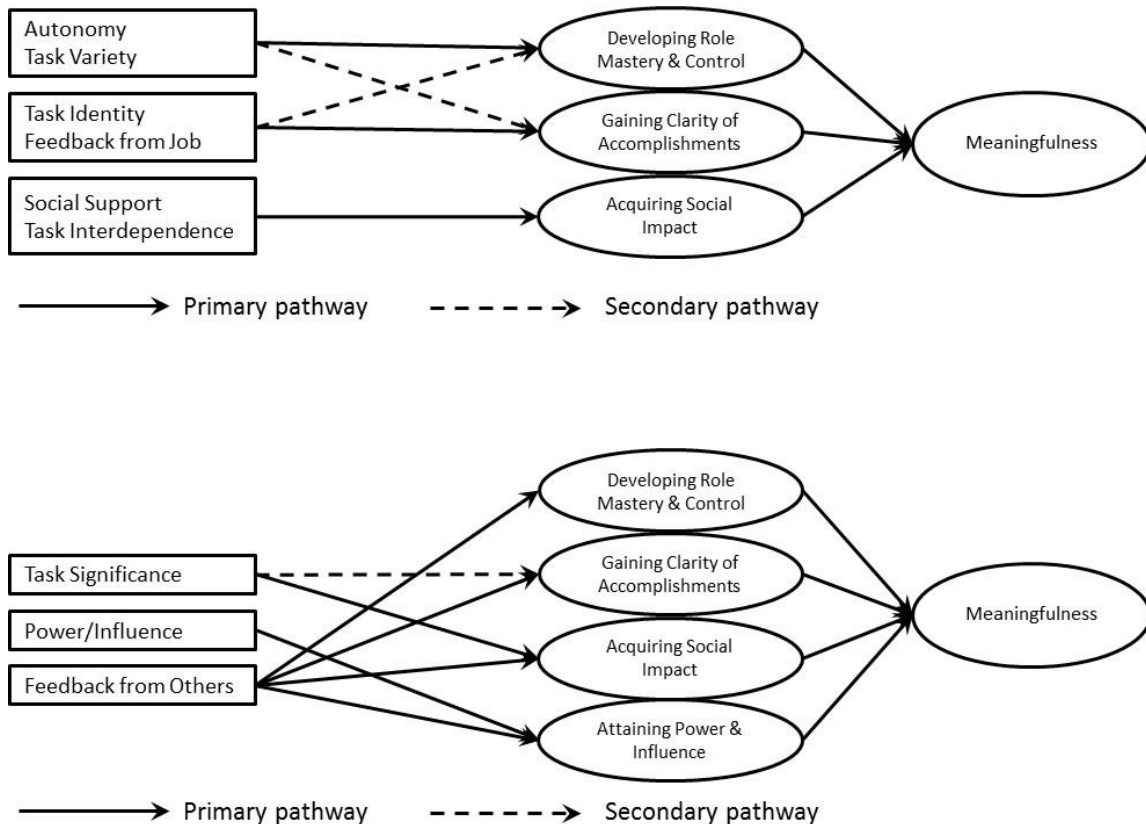 Autonomy
Task Variety
Task Identity
Feedback from Job
Social Support
Task Interdependence
Developing Role
Mastery & Control
Gaining Clarity of
Accomplishments
Acquiring Social
Impact
Meaningfulness
Primary pathway
Secondary pathway
Task Significance
Power/Influence
Feedback from Others
Developing Role
Mastery & Control
Gaining Clarity of
Accomplishments
Acquiring Social
Impact
Attaining Power &
Influence
Meaningfulness
Primary pathway
Secondary pathway